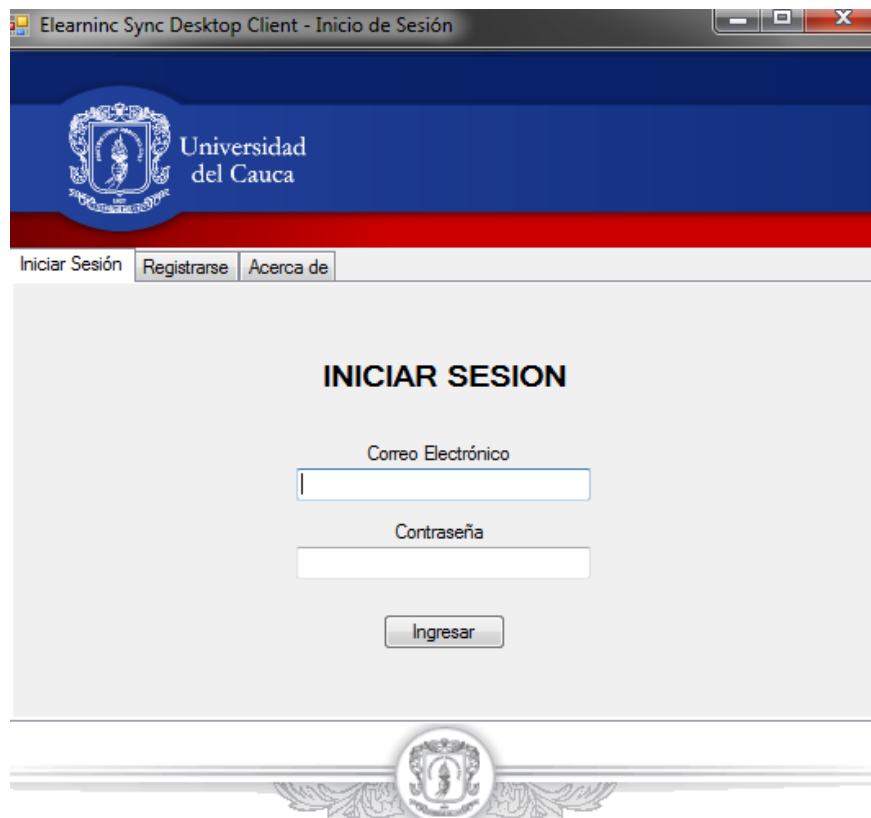 Elearninc Sync Desktop Client - Inicio de Sesión
Universidad
del Cauca
Iniciar Sesión
Registrarse
Acerca de
INICIAR SESION
Correo Electrónico
Contraseña
Ingresar